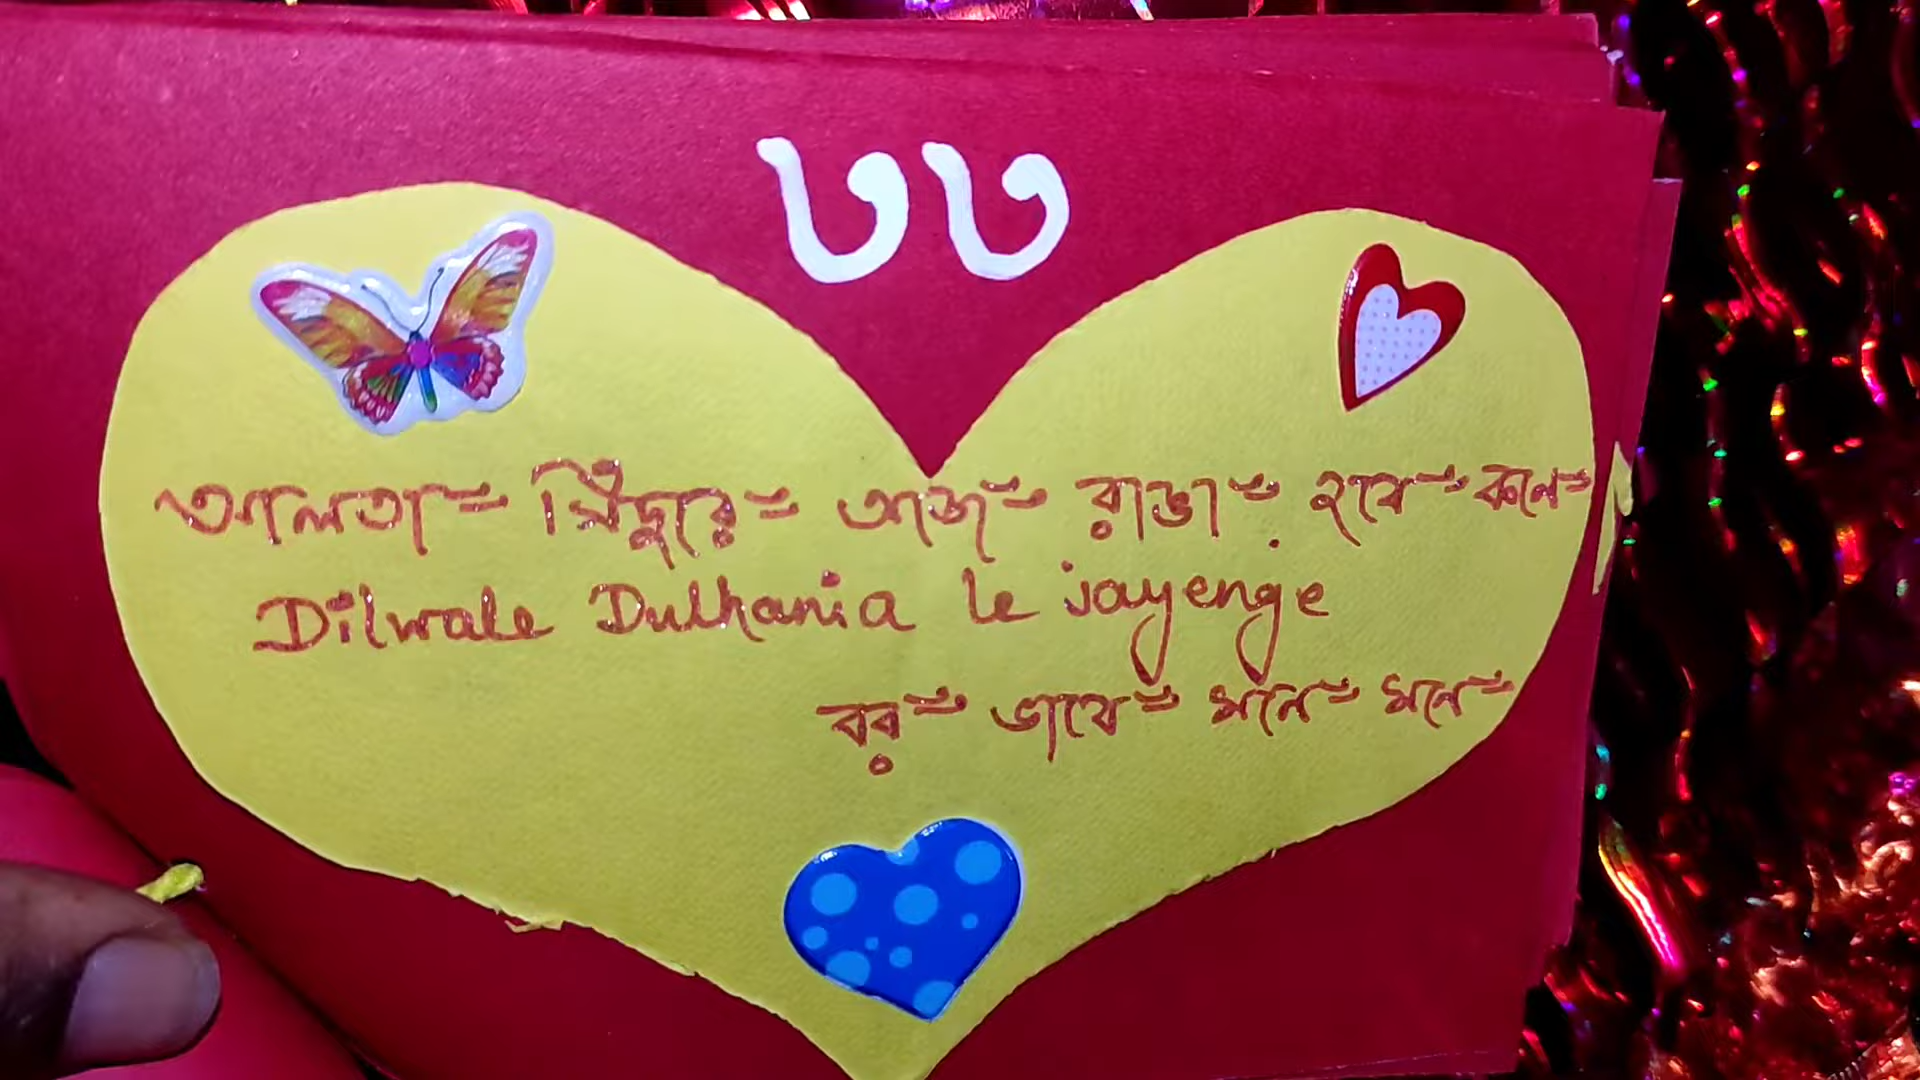 ৩৩
আলতা সিঁদুরে আজ রাঙা হবে কনে
Dilwale Dulhania le jayenge
বর ভাবে মনে মনে